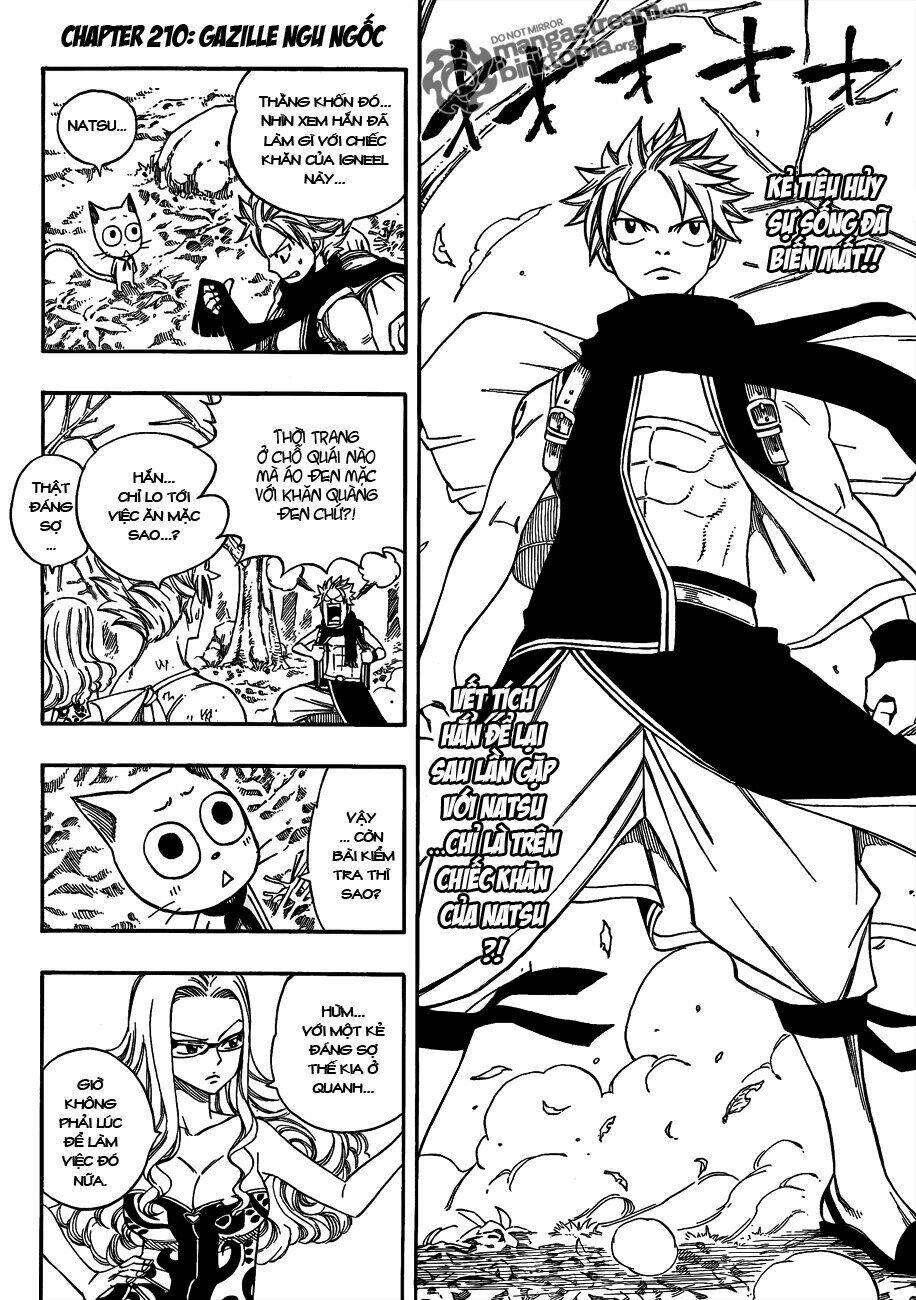 CHAPTER 210: GAZILLE NGU NGỐC
DO NOT MIRROR
mangastream.com
binktopia.org
KẺ TIÊU HỦY
SỰ SỐNG ĐÃ
BIẾN MẤT!!
VẾT TÍCH
HẮN ĐỂ LẠI
SAU LẦN GẶP
VỚI NATSU
...CHỈ LÀ TRÊN
CHIẾC KHĂN
CỦA NATSU
?!
THẰNG KHỐN ĐÓ...
NHÌN XEM HẮN ĐÃ
LÀM GÌ VỚI CHIẾC
KHĂN CỦA IGNEEL
NÀY...
NATSU...
THỜI TRANG
Ở CHỖ QUÁI NÀO
MÀ ÁO ĐEN MẶC
VỚI KHĂN QUÀNG
ĐEN CHỨ?!
HẮN...
CHỈ LO TỚI
VIỆC ĂN MẶC
SAO...?
THẬT
ĐÁNG
SỢ
...
VẬY
... CÒN
BÀI KIỂM
TRA THÌ
SAO?
HỪM...
VỚI MỘT KẺ
ĐÁNG SỢ
THẾ KIA Ở
QUANH...
GIỜ
KHÔNG
PHẢI LÚC
ĐỂ LÀM
VIỆC ĐÓ
NỮA.